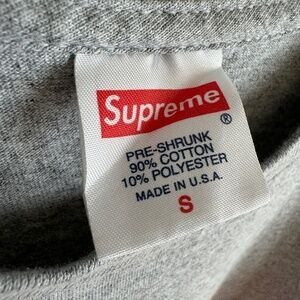 Supreme
®
PRE-SHRUNK
90% COTTON
10% POLYESTER
MADE IN U.S.A.
S